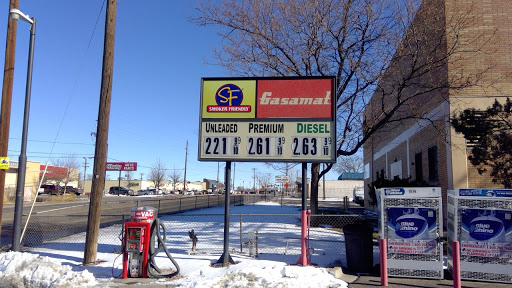 SF
SMOKER FRIENDLY
Gasamat
UNLEADED PREMIUM DIESEL
221 9/10 261 9/10 263 9/10
VAC
Blue Rhino
Blue Rhino